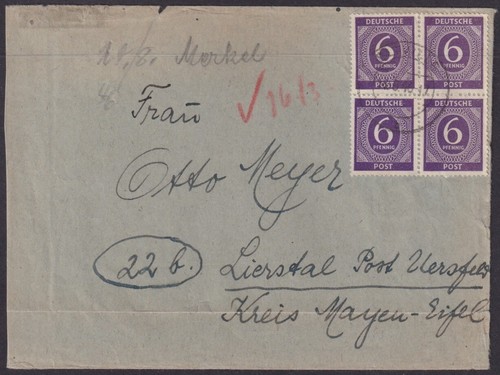 Merkel
Frau
Otto Meyer
22b.
Lierstal Post Uersfeld
Kreis Mayen-Eifel
DEUTSCHE DEUTSCHE
6 6
PFENNIG PFENNIG
POST POST
DEUTSCHE DEUTSCHE
6 6
PFENNIG PFENNIG
POST POST